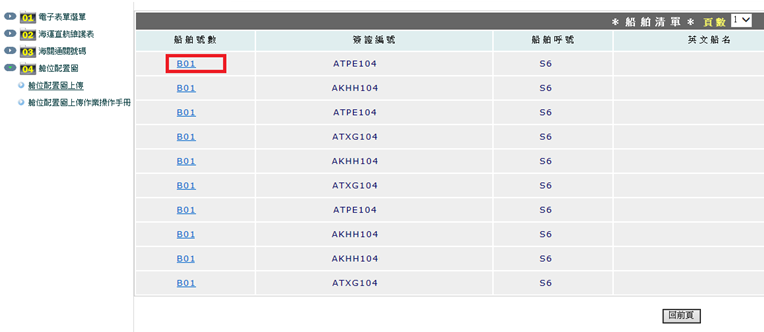 01 電子表單選單
02 海運直航維護表
03 海關通關號碼
04 艙位配置圖
艙位配置圖上傳
艙位配置圖上傳作業操作手冊
* 船舶清單 * 頁數 1
船舶號數 簽證編號 船舶呼號 英文船名
B01 ATPE104 S6
B01 AKHH104 S6
B01 ATPE104 S6
B01 ATXG104 S6
B01 AKHH104 S6
B01 ATXG104 S6
B01 ATPE104 S6
B01 AKHH104 S6
B01 AKHH104 S6
B01 ATXG104 S6
回前頁